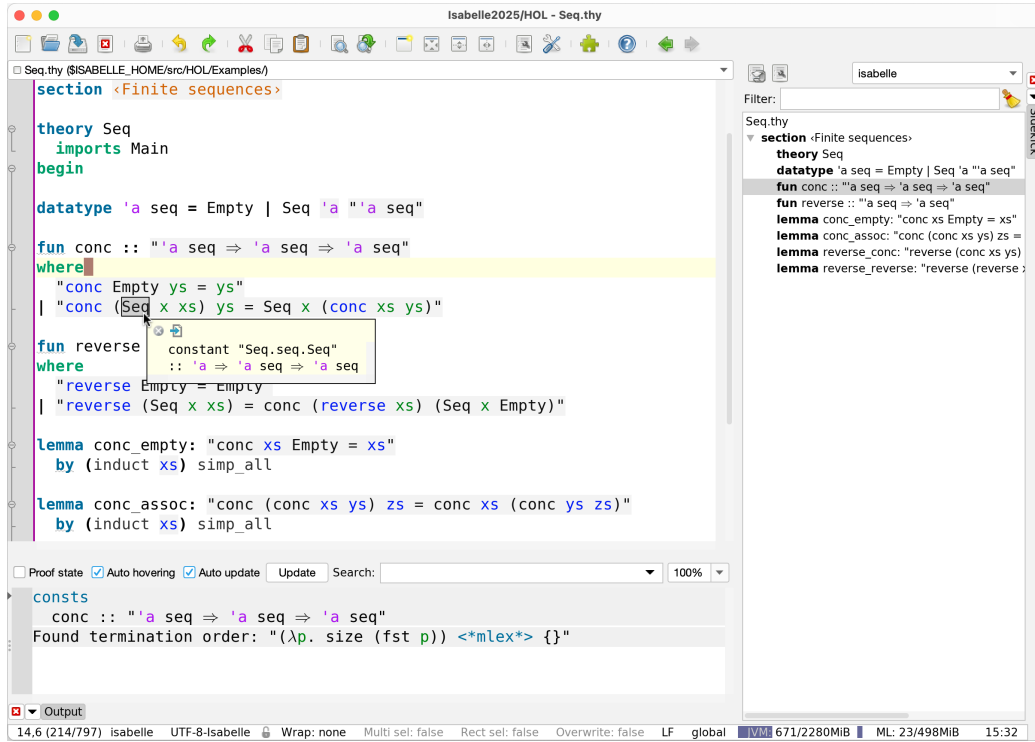 Isabelle2025/HOL - Seq.thy
Seq.thy ($ISABELLE_HOME/src/HOL/Examples/)
section ‹Finite sequences›
theory Seq
imports Main
begin
datatype 'a seq = Empty | Seq 'a "'a seq"
fun conc :: "'a seq ⇒ 'a seq ⇒ 'a seq"
where
"conc Empty ys = ys"
| "conc (Seq x xs) ys = Seq x (conc xs ys)"
constant "Seq.seq.Seq"
:: 'a ⇒ 'a seq ⇒ 'a seq
fun reverse
where
"reverse Empty = Empty
| "reverse (Seq x xs) = conc (reverse xs) (Seq x Empty)"
lemma conc_empty: "conc xs Empty = xs"
by (induct xs) simp_all
lemma conc_assoc: "conc (conc xs ys) zs = conc xs (conc ys zs)"
by (induct xs) simp_all
isabelle
Filter:
Seq.thy
section ‹Finite sequences›
theory Seq
datatype 'a seq = Empty | Seq 'a "'a seq"
fun conc :: "'a seq ⇒ 'a seq ⇒ 'a seq"
fun reverse :: "'a seq ⇒ 'a seq"
lemma conc_empty: "conc xs Empty = xs"
lemma conc_assoc: "conc (conc xs ys) zs =
lemma reverse_conc: "reverse (conc xs ys)
lemma reverse_reverse: "reverse (reverse
Sidekick
Proof state Auto hovering Auto update Update Search: 100%
consts
conc :: "'a seq ⇒ 'a seq ⇒ 'a seq"
Found termination order: "(λp. size (fst p)) <*mlex*> {}"
Output
14,6 (214/797) isabelle UTF-8-Isabelle Wrap: none Multi sel: false Rect sel: false Overwrite: false LF global JVM: 671/2280MiB ML: 23/498MiB 15:32